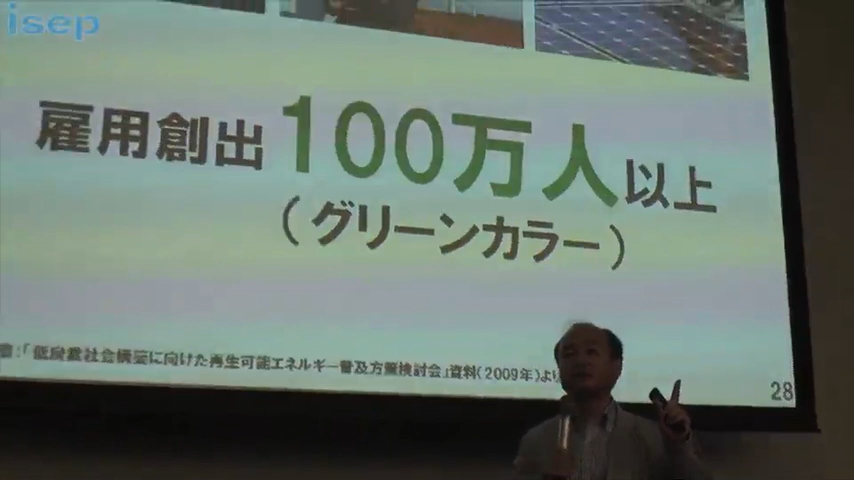 isep
雇用創出100万人以上
(グリーンカラー)
「低炭素社会構築に向けた再生可能エネルギー普及方策検討会」資料(2009年)より
28